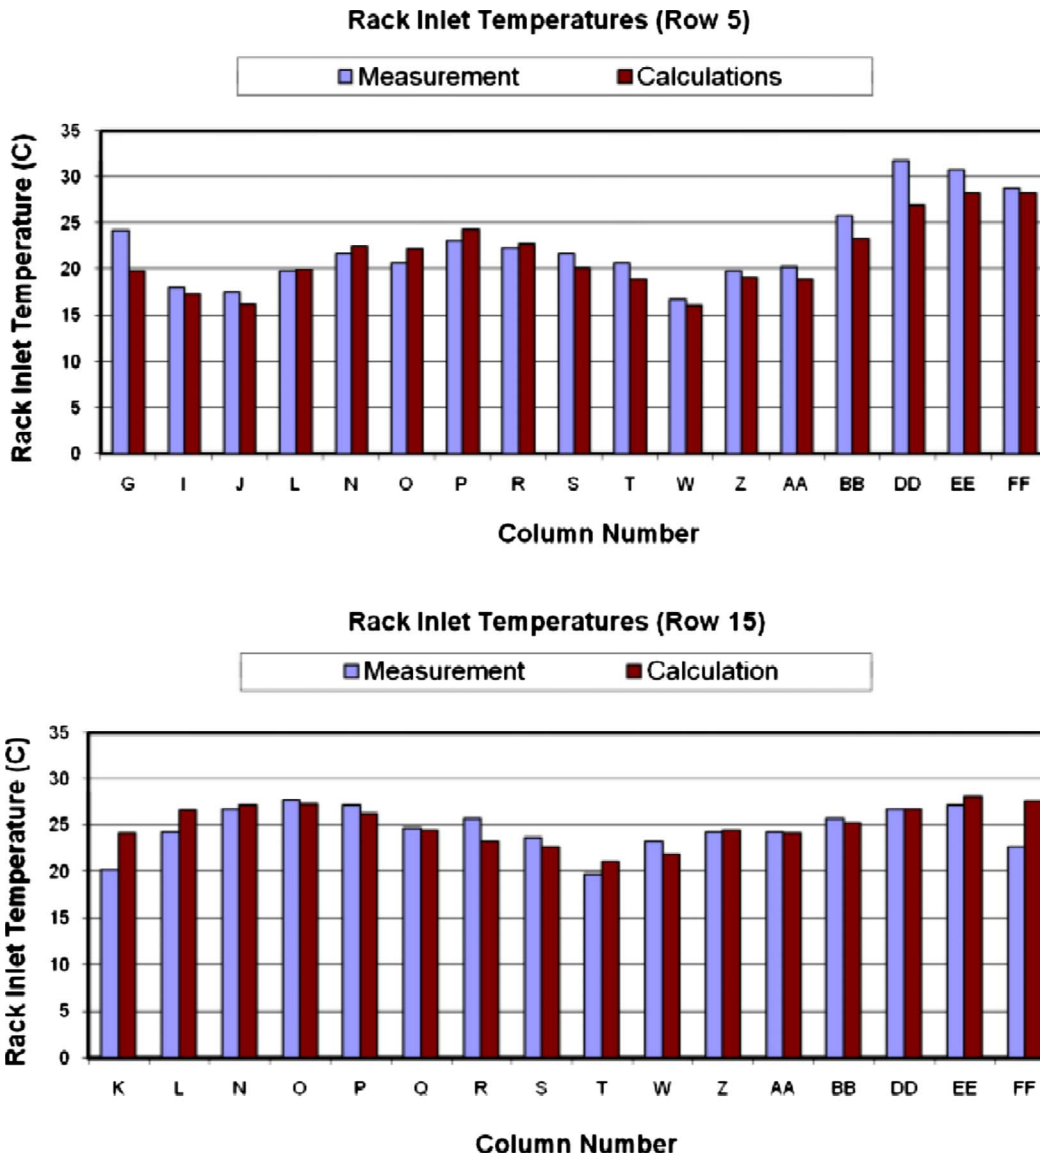 Rack Inlet Temperatures (Row 5)
Measurement Calculations
Rack Inlet Temperature (C)
35
30
25
20
15
10
5
0
G I J L N O P R S T W Z AA BB DD EE FF
Column Number
Rack Inlet Temperatures (Row 15)
Measurement Calculation
Rack Inlet Temperature (C)
35
30
25
20
15
10
5
0
K L N O P Q R S T W Z AA BB DD EE FF
Column Number